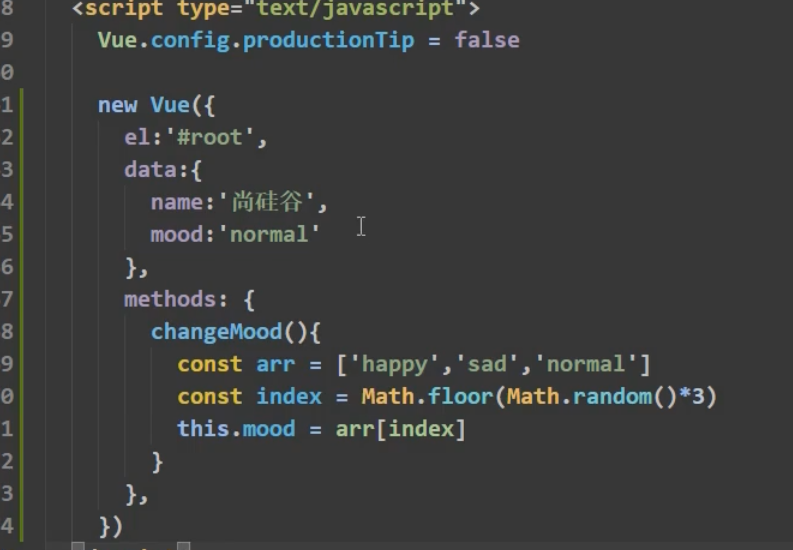 8 <script type="text/javascript">
9 Vue.config.productionTip = false
0
1 new Vue({
2 el:'#root',
3 data:{
4 name:'尚硅谷',
5 mood:'normal'
6 },
7 methods: {
8 changeMood(){
9 const arr = ['happy','sad','normal']
0 const index = Math.floor(Math.random()*3)
1 this.mood = arr[index]
2 }
3 },
4 })